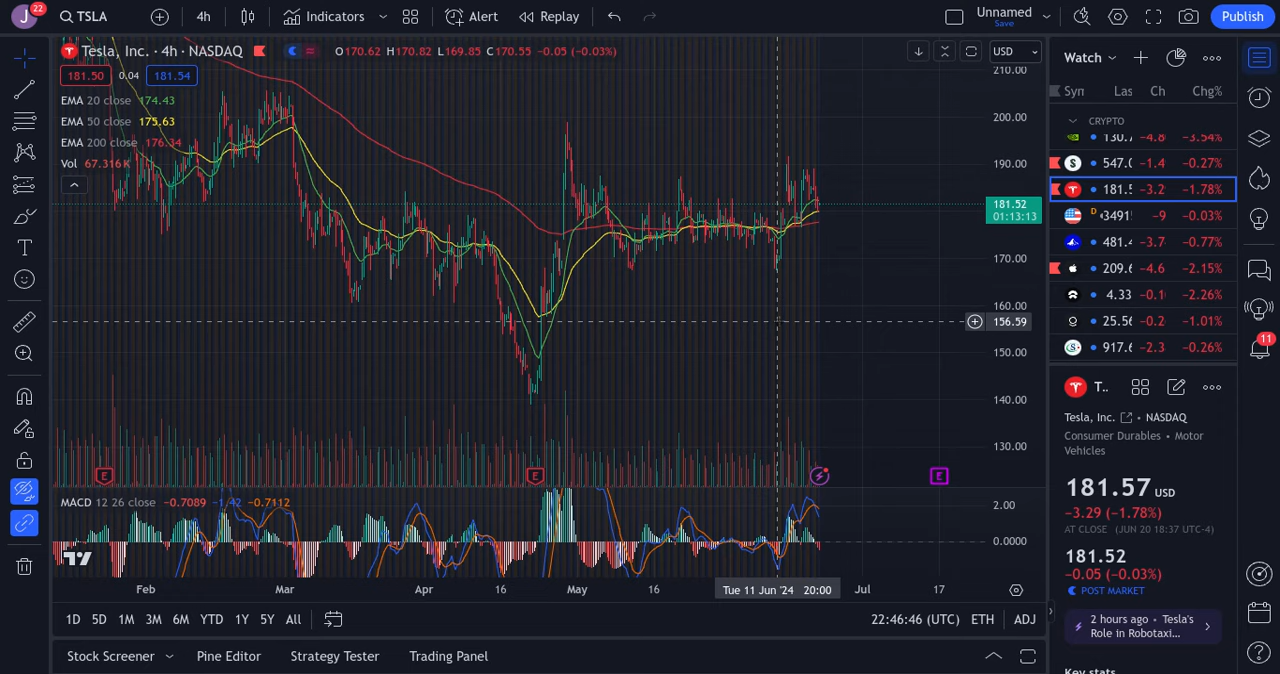 J 22 TSLA 4h Indicators Alert Replay Unnamed Save Publish
Tesla, Inc. · 4h · NASDAQ O170.62 H170.82 L169.85 C170.55 -0.05 (-0.03%) USD
181.50 0.04 181.54
EMA 20 close 174.43
EMA 50 close 175.63
EMA 200 close 176.34
Vol 67.316K
210.00
200.00
190.00
181.52
01:13:13
170.00
160.00
156.59
150.00
140.00
130.00
E E E
MACD 12 26 close -0.7089 -1.42 -0.7112
2.00
0.0000
Feb Mar Apr 16 May 16 Tue 11 Jun '24 20:00 Jul 17
1D 5D 1M 3M 6M YTD 1Y 5Y All 22:46:46 (UTC) ETH ADJ
Stock Screener Pine Editor Strategy Tester Trading Panel
Watch
Syn Las Ch Chg%
CRYPTO
130.7 -4.8 -3.54%
547.0 -1.4 -0.27%
181.5 -3.2 -1.78%
D 3491 -9 -0.03%
481.4 -3.7 -0.77%
209.6 -4.6 -2.15%
4.33 -0.1 -2.26%
25.56 -0.2 -1.01%
917.6 -2.3 -0.26%
T..
Tesla, Inc. • NASDAQ
Consumer Durables • Motor
Vehicles
181.57 USD
-3.29 (-1.78%)
AT CLOSE (JUN 20 18:37 UTC-4)
181.52
-0.05 (-0.03%)
POST MARKET
2 hours ago • Tesla's
Role in Robotaxi...
Key stats
11